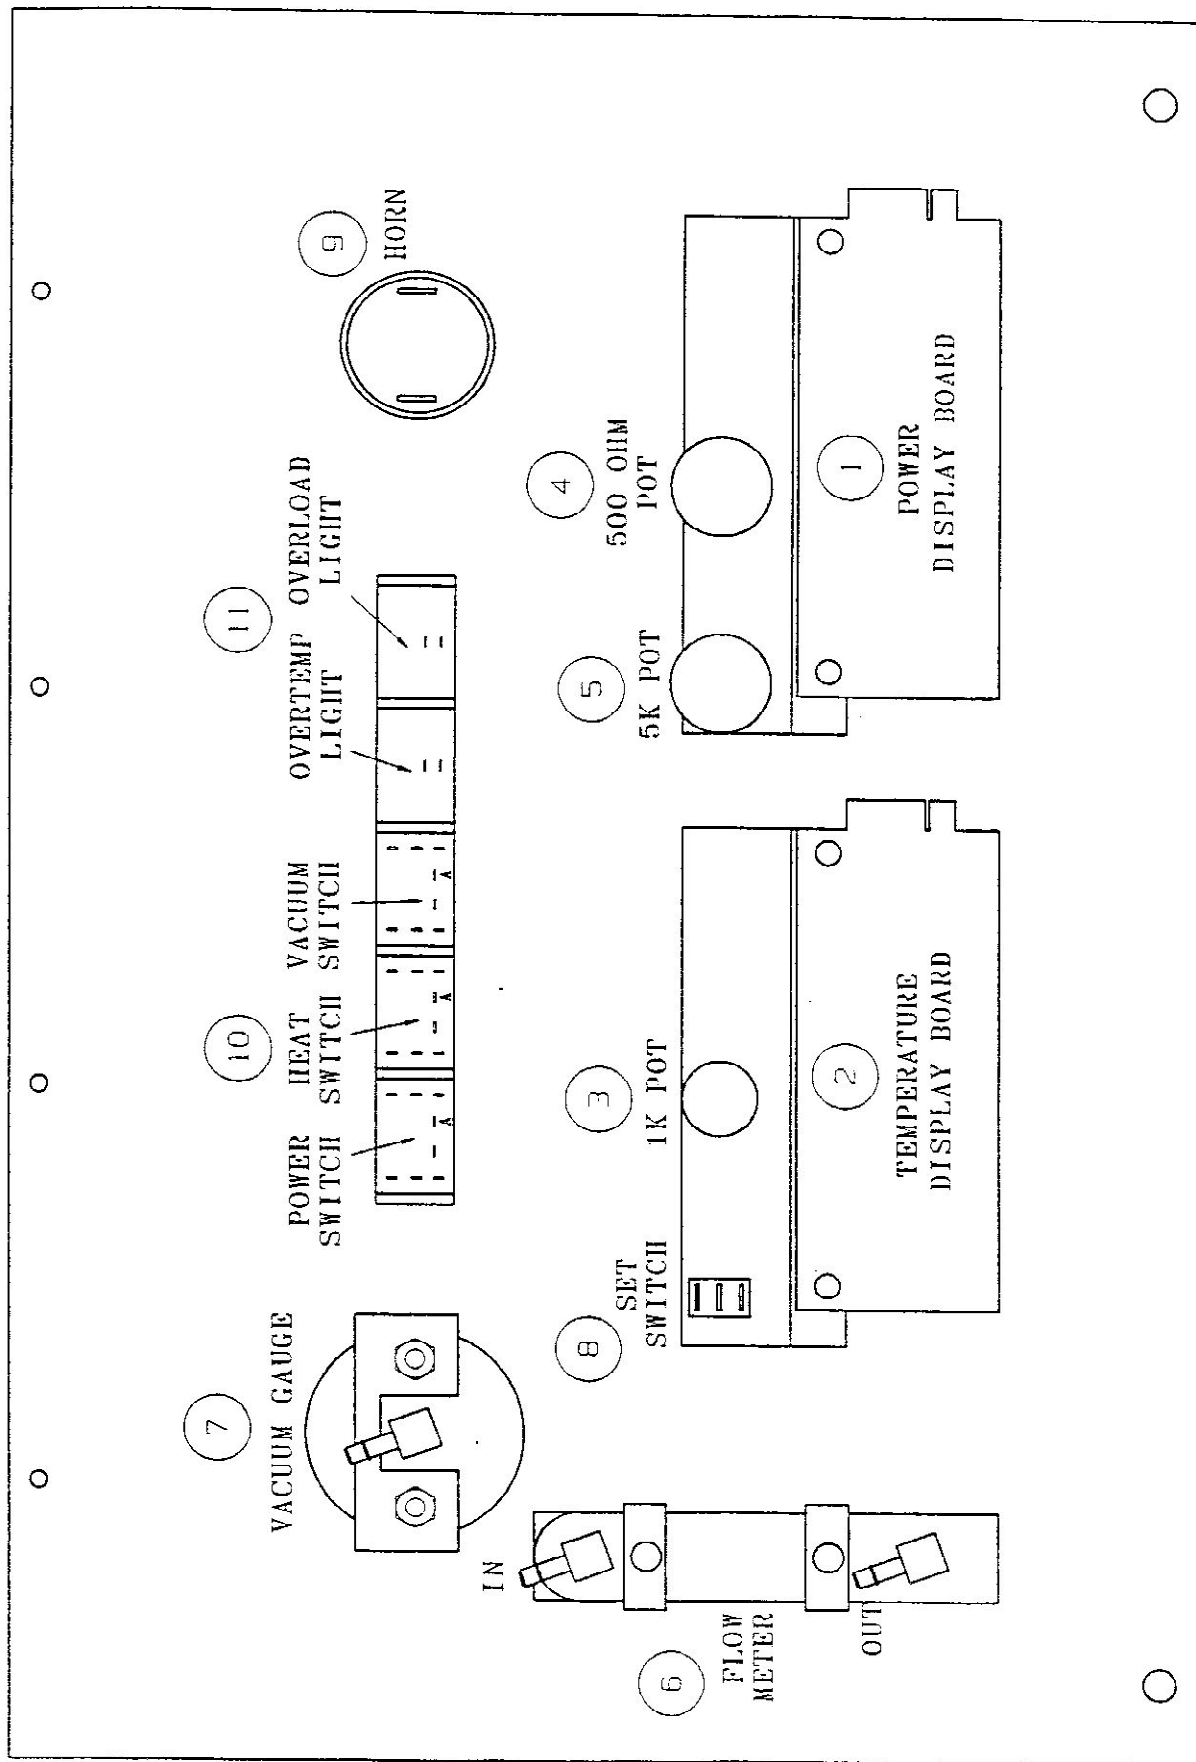 7
VACUUM GAUGE
10
POWER
SWITCH
HEAT
SWITCH
VACUUM
SWITCH
11
OVERTEMP
LIGHT
OVERLOAD
LIGHT
9
HORN
A
A
A
IN
6
FLOW
METER
OUT
8
SET
SWITCH
3
1K POT
2
TEMPERATURE
DISPLAY BOARD
5
5K POT
4
500 OHM
POT
1
POWER
DISPLAY BOARD